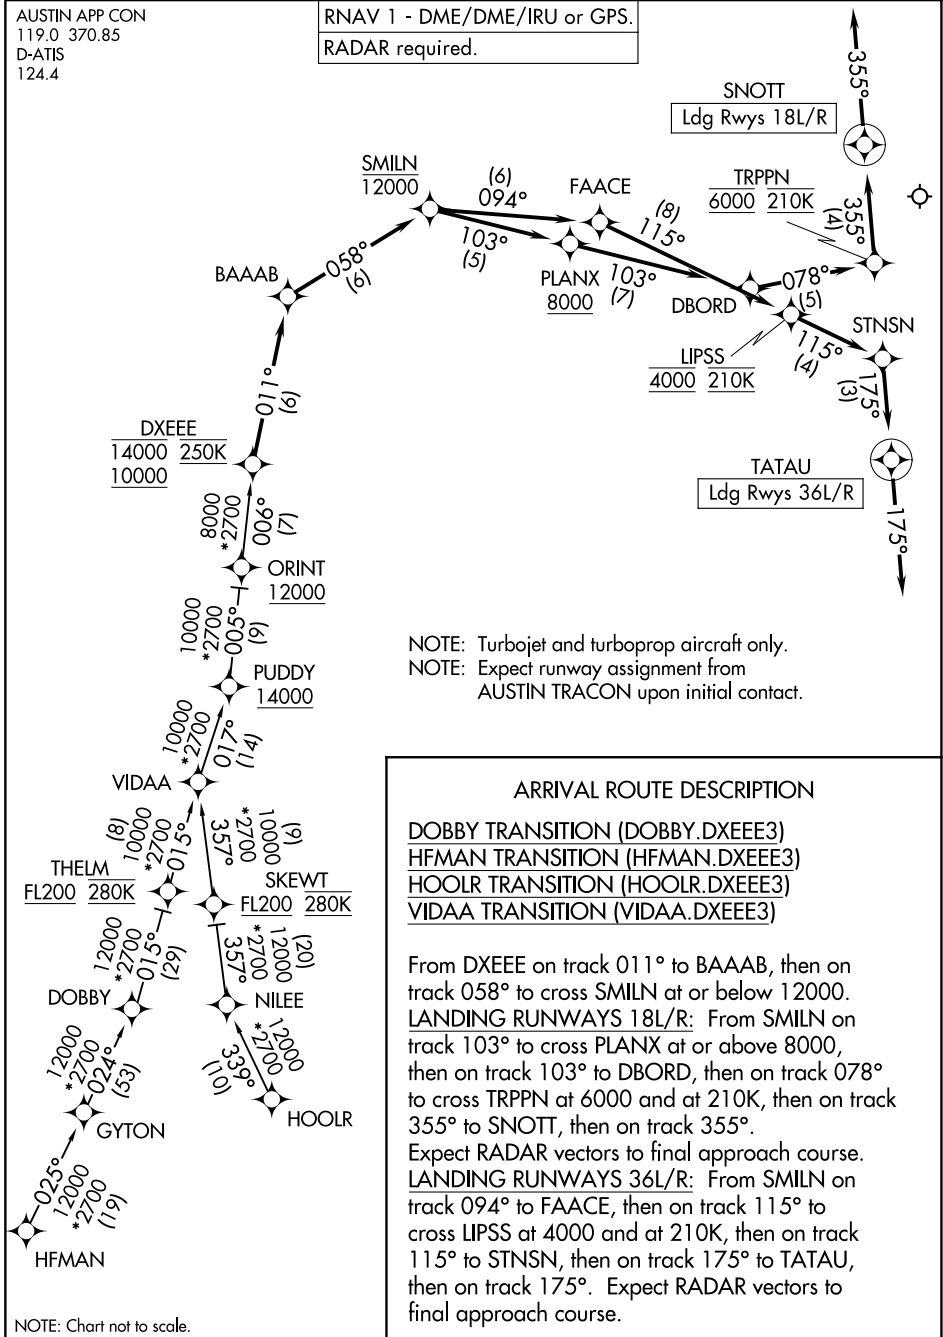 AUSTIN APP CON
119.0 370.85
D-ATIS
124.4
RNAV 1 - DME/DME/IRU or GPS.
RADAR required.
355°
SNOTT
Ldg Rwys 18L/R
SMILN
12000
(6)
094°
FAACE
(8)
115°
TRPPN
6000 210K
355°
(4)
103°
(5)
PLANX
8000
103°
(7)
DBORD
078°
(5)
BAAAB
058°
(6)
LIPSS
4000 210K
115°
(4)
STNSN
175°
(3)
011°
(6)
DXEEE
14000 250K
10000
TATAU
Ldg Rwys 36L/R
175°
8000
*2700
006°
(7)
ORINT
12000
10000
*2700
005°
(9)
PUDDY
14000
NOTE: Turbojet and turboprop aircraft only.
NOTE: Expect runway assignment from
AUSTIN TRACON upon initial contact.
10000
*2700
017°
(14)
VIDAA
(8)
10000
*2700
015°
(9)
10000
*2700
357°
THELM
FL200 280K
SKEWT
FL200 280K
12000
*2700
015°
(29)
(20)
12000
*2700
357°
DOBBY
NILEE
12000
*2700
024°
(53)
12000
*2700
339°
(10)
GYTON
HOOLR
025°
12000
*2700
(19)
HFMAN
NOTE: Chart not to scale.
ARRIVAL ROUTE DESCRIPTION
DOBBY TRANSITION (DOBBY.DXEEE3)
HFMAN TRANSITION (HFMAN.DXEEE3)
HOOLR TRANSITION (HOOLR.DXEEE3)
VIDAA TRANSITION (VIDAA.DXEEE3)
From DXEEE on track 011° to BAAAB, then on
track 058° to cross SMILN at or below 12000.
LANDING RUNWAYS 18L/R: From SMILN on
track 103° to cross PLANX at or above 8000,
then on track 103° to DBORD, then on track 078°
to cross TRPPN at 6000 and at 210K, then on track
355° to SNOTT, then on track 355°.
Expect RADAR vectors to final approach course.
LANDING RUNWAYS 36L/R: From SMILN on
track 094° to FAACE, then on track 115° to
cross LIPSS at 4000 and at 210K, then on track
115° to STNSN, then on track 175° to TATAU,
then on track 175°. Expect RADAR vectors to
final approach course.